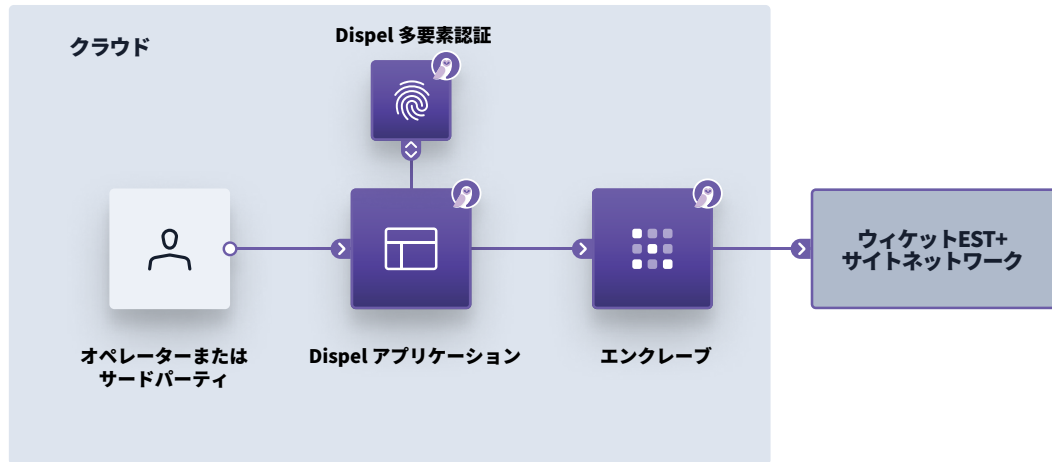 クラウド
Dispel 多要素認証
ウィケットEST+
サイトネットワーク
オペレーターまたは
サードパーティ
Dispel アプリケーション
エンクレーブ